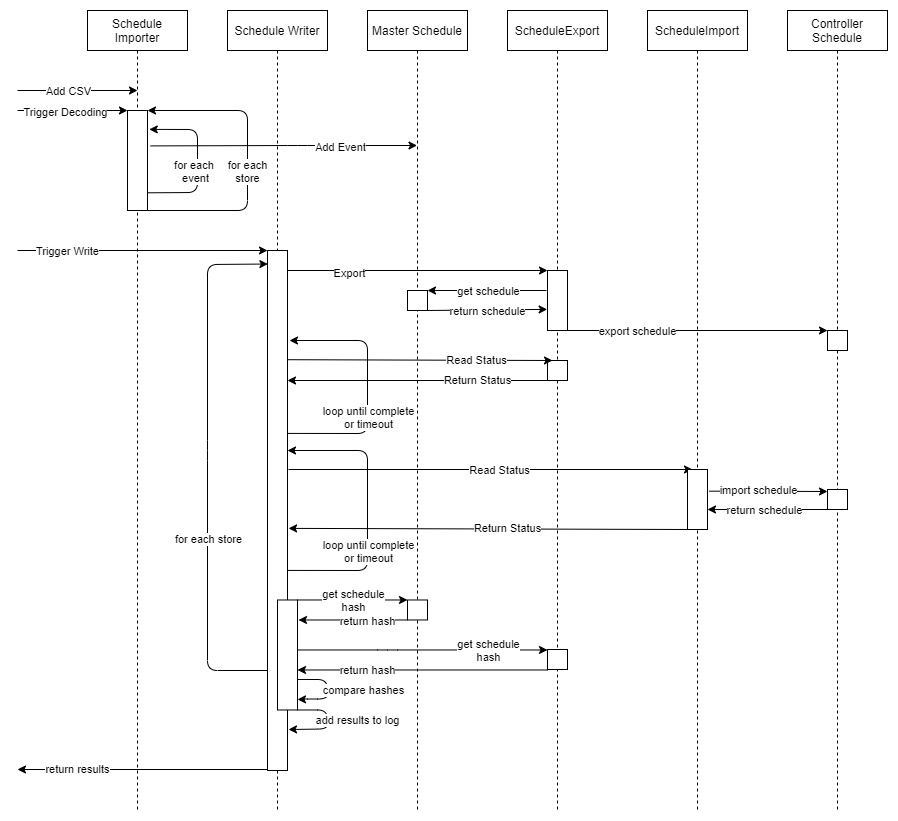 Schedule
Importer
Schedule Writer
Master Schedule
ScheduleExport
ScheduleImport
Controller
Schedule
Add CSV
Trigger Decoding
Add Event
for each
event
for each
store
Trigger Write
Export
get schedule
return schedule
export schedule
Read Status
Return Status
loop until complete
or timeout
Read Status
import schedule
return schedule
Return Status
for each store
loop until complete
or timeout
get schedule
hash
return hash
get schedule
hash
return hash
compare hashes
add results to log
return results